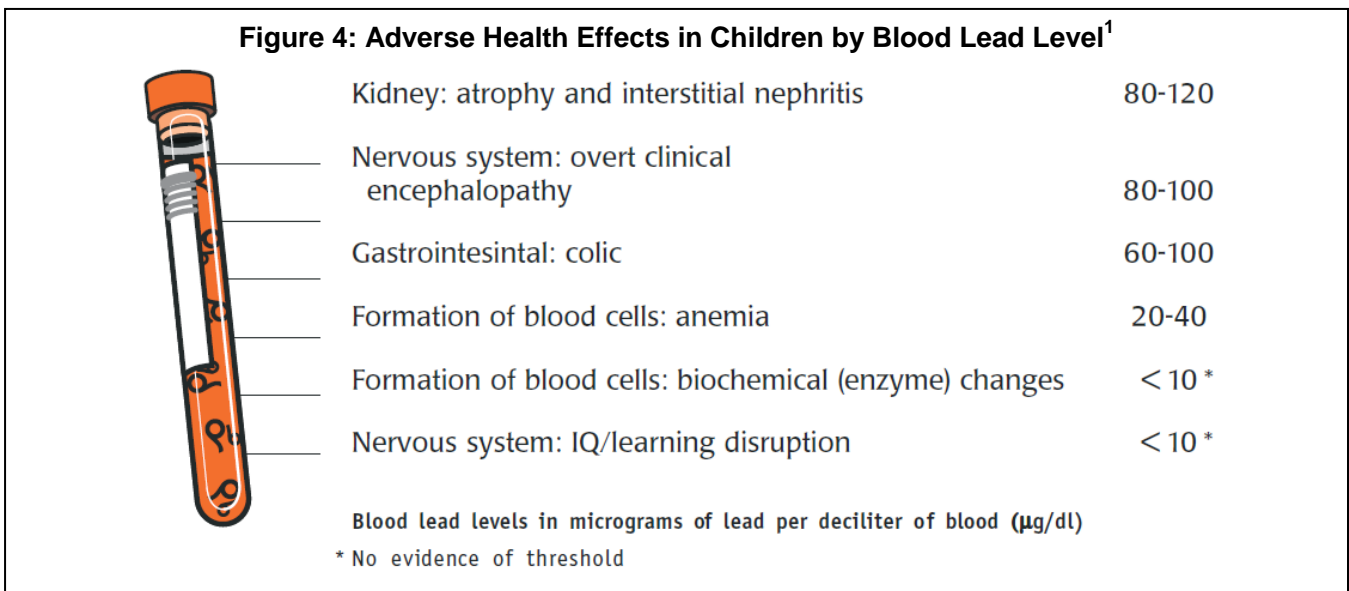 Figure 4: Adverse Health Effects in Children by Blood Lead Level¹
Kidney: atrophy and interstitial nephritis 80-120
Nervous system: overt clinical
encephalopathy 80-100
Gastrointesintal: colic 60-100
Formation of blood cells: anemia 20-40
Formation of blood cells: biochemical (enzyme) changes < 10 *
Nervous system: IQ/learning disruption < 10 *
Blood lead levels in micrograms of lead per deciliter of blood (µg/dl)
* No evidence of threshold